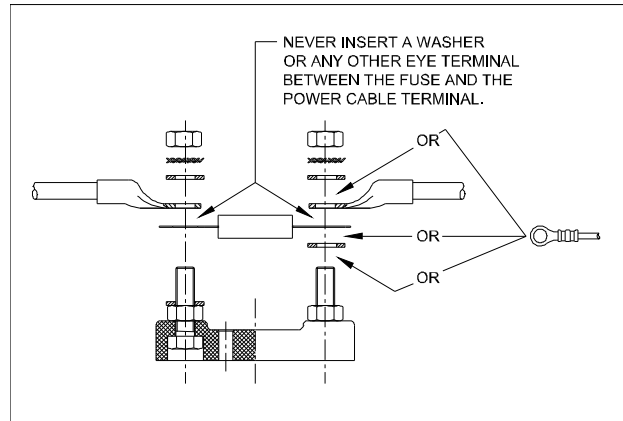 NEVER INSERT A WASHER
OR ANY OTHER EYE TERMINAL
BETWEEN THE FUSE AND THE
POWER CABLE TERMINAL.
OR
OR
OR